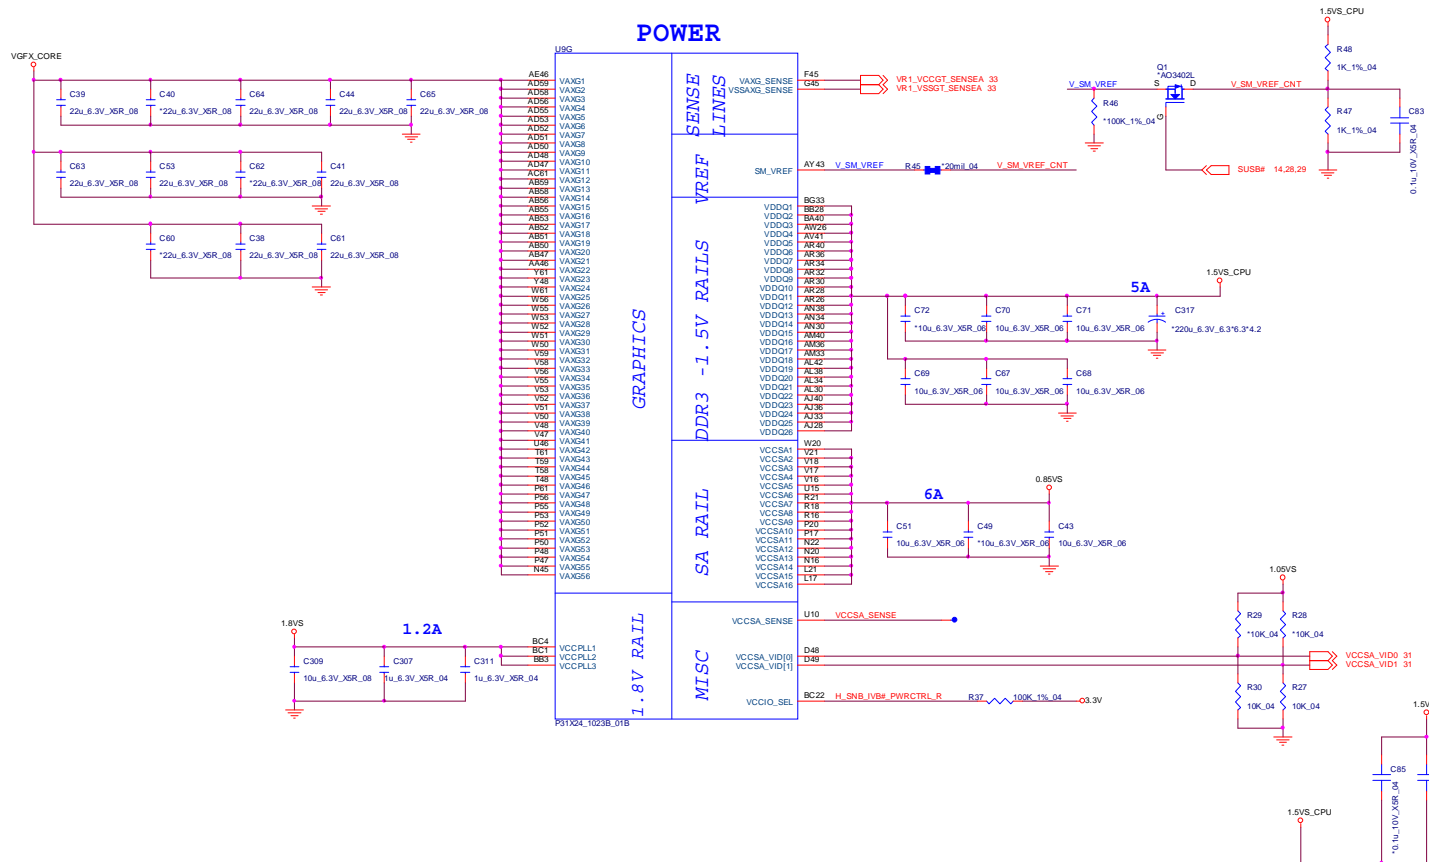 POWER
U9G
VGFX_CORE
C39
22u_6.3V_X5R_08
C40
*22u_6.3V_X5R_08
C64
22u_6.3V_X5R_08
C44
22u_6.3V_X5R_08
C65
22u_6.3V_X5R_08
C63
22u_6.3V_X5R_08
C53
22u_6.3V_X5R_08
C62
*22u_6.3V_X5R_08
C41
22u_6.3V_X5R_08
C60
*22u_6.3V_X5R_08
C38
22u_6.3V_X5R_08
C61
22u_6.3V_X5R_08
AE46 VAXG1
AD59 VAXG2
AD58 VAXG3
AD56 VAXG4
AD55 VAXG5
AD53 VAXG6
AD52 VAXG7
AD51 VAXG8
AD50 VAXG9
AD48 VAXG10
AD47 VAXG11
AC61 VAXG12
AB59 VAXG13
AB58 VAXG14
AB56 VAXG15
AB55 VAXG16
AB53 VAXG17
AB52 VAXG18
AB51 VAXG19
AB50 VAXG20
AB47 VAXG21
AA46 VAXG22
Y61 VAXG23
Y48 VAXG24
W61 VAXG25
W56 VAXG26
W55 VAXG27
W53 VAXG28
W52 VAXG29
W51 VAXG30
W50 VAXG31
V59 VAXG32
V58 VAXG33
V56 VAXG34
V55 VAXG35
V53 VAXG36
V52 VAXG37
V51 VAXG38
V50 VAXG39
V48 VAXG40
V47 VAXG41
U46 VAXG42
T61 VAXG43
T59 VAXG44
T58 VAXG45
T48 VAXG46
P61 VAXG47
P56 VAXG48
P55 VAXG49
P53 VAXG50
P52 VAXG51
P51 VAXG52
P50 VAXG53
P48 VAXG54
P47 VAXG55
N45 VAXG56
GRAPHICS
1.8VS
1.2A
C309
10u_6.3V_X5R_08
C307
1u_6.3V_X5R_04
C311
1u_6.3V_X5R_04
BC4 VCCPLL1
BC1 VCCPLL2
BB3 VCCPLL3
1.8V RAIL
P31X24_1023B_01B
SENSE
LINES
VAXG_SENSE F45 VR1_VCCGT_SENSEA 33
VSSAXG_SENSE G45 VR1_VSSGT_SENSEA 33
VREF
SM_VREF AY43 V_SM_VREF R45 *20mil_04 V_SM_VREF_CNT
DDR3 -1.5V RAILS
VDDQ1 BG33
VDDQ2 BB28
VDDQ3 BA40
VDDQ4 AW26
VDDQ5 AV41
VDDQ6 AR40
VDDQ7 AR36
VDDQ8 AR34
VDDQ9 AR32
VDDQ10 AR30
VDDQ11 AR28
VDDQ12 AR26
VDDQ13 AN38
VDDQ14 AN34
VDDQ15 AN30
VDDQ16 AM40
VDDQ17 AM36
VDDQ18 AM33
VDDQ19 AL42
VDDQ20 AL38
VDDQ21 AL34
VDDQ22 AL30
VDDQ23 AJ40
VDDQ24 AJ36
VDDQ25 AJ33
VDDQ26 AJ28
5A
1.5VS_CPU
C72
*10u_6.3V_X5R_06
C70
10u_6.3V_X5R_06
C71
10u_6.3V_X5R_06
C317
+
*220u_6.3V_6.3*6.3*4.2
C69
10u_6.3V_X5R_06
C67
10u_6.3V_X5R_06
C68
10u_6.3V_X5R_06
SA RAIL
VCCSA1 W20
VCCSA2 V21
VCCSA3 V18
VCCSA4 V17
VCCSA5 V16
VCCSA6 U15
VCCSA7 R21
VCCSA8 R18
VCCSA9 R16
VCCSA10 P20
VCCSA11 P17
VCCSA12 N22
VCCSA13 N20
VCCSA14 N16
VCCSA15 L21
VCCSA16 L17
6A
0.85VS
C51
10u_6.3V_X5R_06
C49
*10u_6.3V_X5R_06
C43
10u_6.3V_X5R_06
MISC
VCCSA_SENSE U10 VCCSA_SENSE
VCCSA_VID[0] D48 VCCSA_VID0 31
VCCSA_VID[1] D49 VCCSA_VID1 31
VCCIO_SEL BC22 H_SNB_IVB#_PWRCTRL_R R37 100K_1%_04 3.3V
1.05VS
R29
*10K_04
R28
*10K_04
R30
10K_04
R27
10K_04
1.5VS_CPU
R48
1K_1%_04
R47
1K_1%_04
C83
0.1u_10V_X5R_04
Q1
*AO3402L
S D
G
V_SM_VREF
V_SM_VREF_CNT
R46
*100K_1%_04
SUSB# 14,28,29
1.5V
C85
*0.1u_10V_X5R_04
1.5VS_CPU